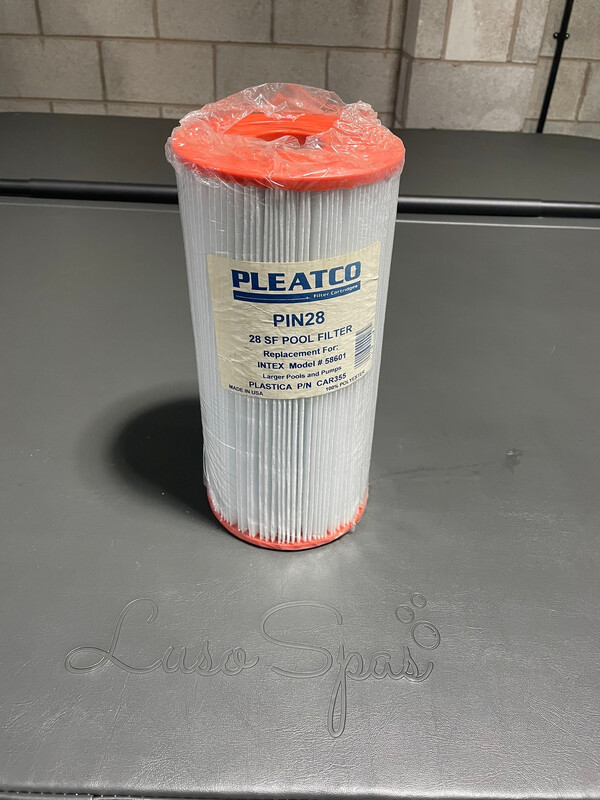 PLEATCO
Filter Cartridges
PIN28
28 SF POOL FILTER
Replacement For:
INTEX Model # 58601
Larger Pools and Pumps
PLASTICA P/N CAR355
MADE IN USA 100% POLYESTER
Luso Spas